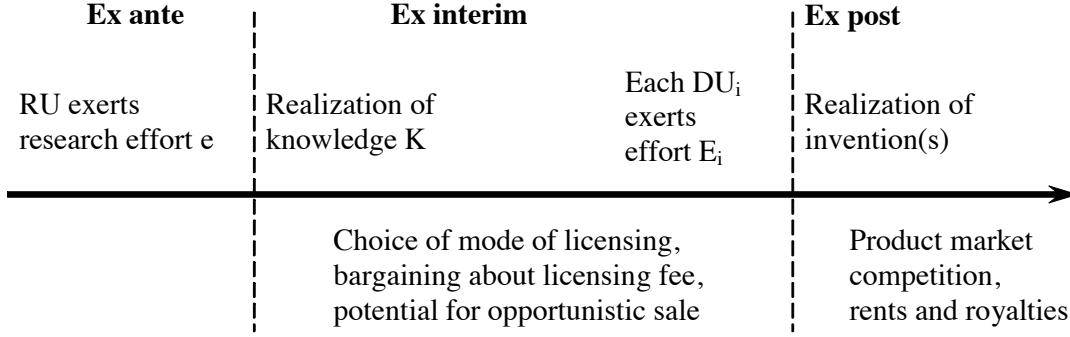 Ex ante
Ex interim
Ex post
RU exerts
research effort e
Realization of
knowledge K
Each DUi
exerts
effort Ei
Realization of
invention(s)
Choice of mode of licensing,
bargaining about licensing fee,
potential for opportunistic sale
Product market
competition,
rents and royalties